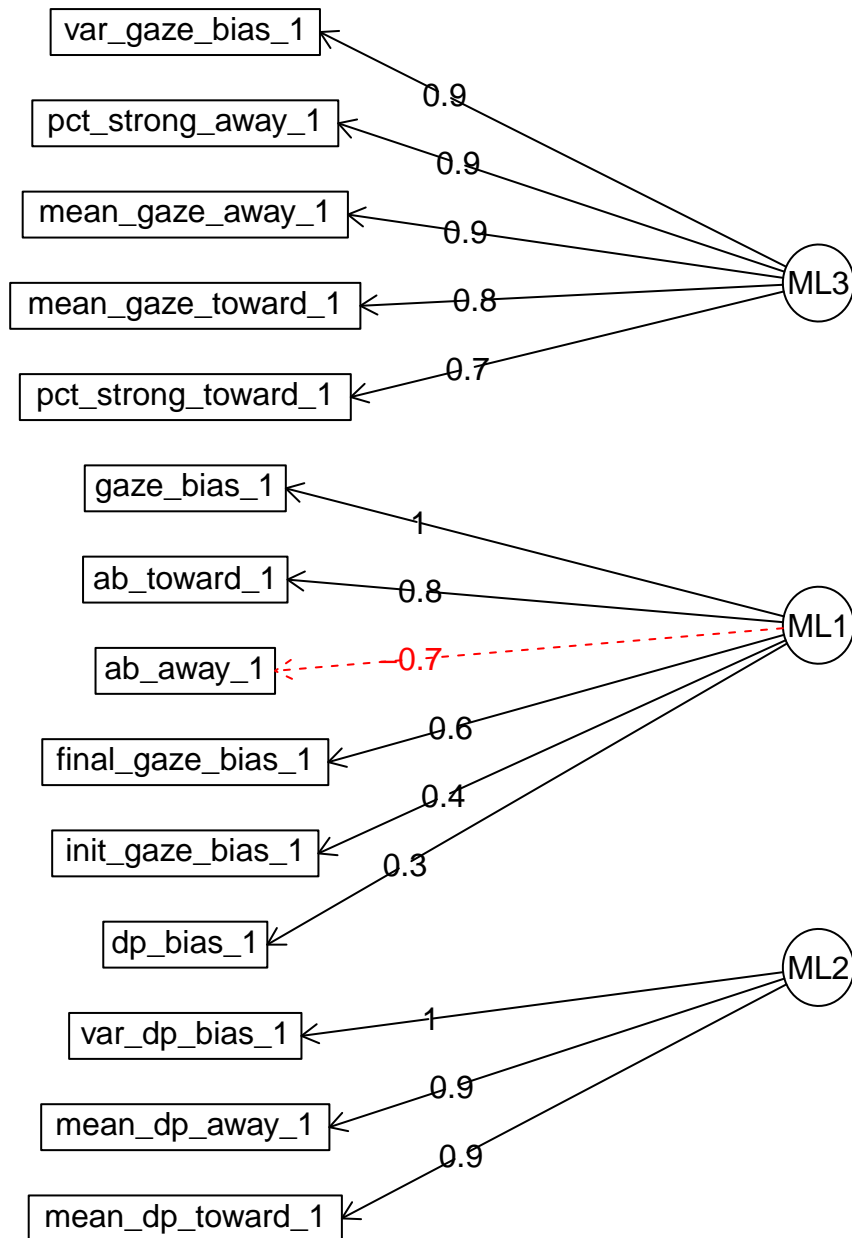 var_gaze_bias_1
0.9
pct_strong_away_1
0.9
mean_gaze_away_1
0.9
ML3
mean_gaze_toward_1
0.8
pct_strong_toward_1
0.7
gaze_bias_1
1
ab_toward_1
0.8
ML1
ab_away_1
−0.7
final_gaze_bias_1
0.6
init_gaze_bias_1
0.4
dp_bias_1
0.3
ML2
var_dp_bias_1
1
mean_dp_away_1
0.9
mean_dp_toward_1
0.9